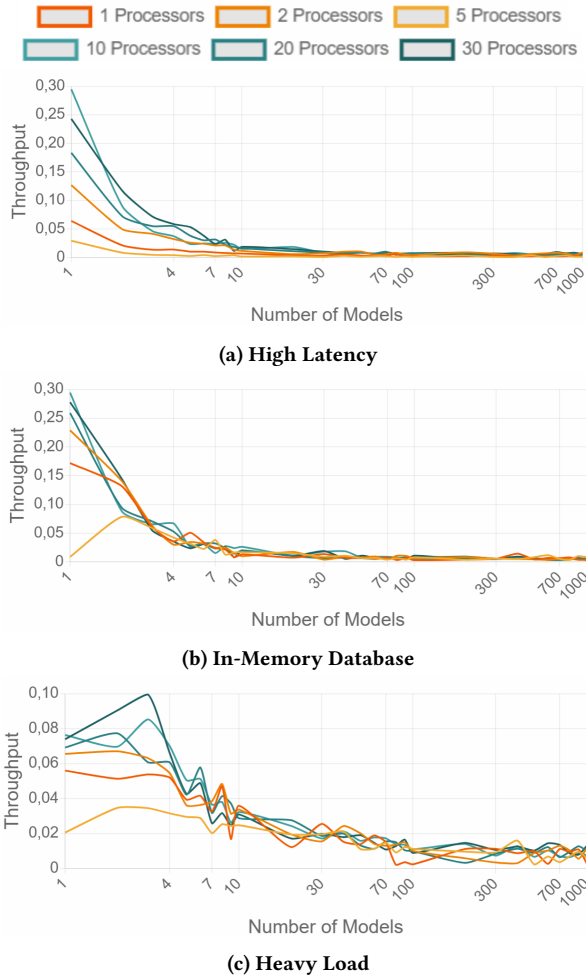 1 Processors 2 Processors 5 Processors
10 Processors 20 Processors 30 Processors
Throughput
0,30
0,25
0,20
0,15
0,10
0,05
0
1 4 7 10 30 70 100 300 700 1000
Number of Models
(a) High Latency
Throughput
0,30
0,25
0,20
0,15
0,10
0,05
0
1 4 7 10 30 70 100 300 700 1000
Number of Models
(b) In-Memory Database
Throughput
0,10
0,08
0,06
0,04
0,02
0
1 4 7 10 30 70 100 300 700 1000
Number of Models
(c) Heavy Load